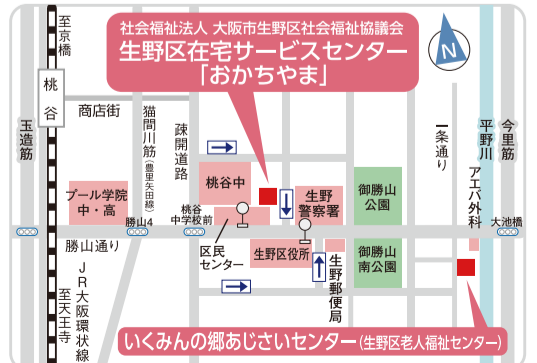 社会福祉法人 大阪市生野区社会福祉協議会
生野区在宅サービスセンター
「おかちやま」
至京橋
桃谷
商店街
猫間川筋
(豊里矢田線)
疎開道路
玉造筋
一条通り
平野川
今里筋
アエバ外科
プール学院
中・高
桃谷中
生野
警察署
御勝山
公園
桃谷
中学校前
勝山4
大池橋
勝山通り
区民
センター
生野区役所
生野郵便局
御勝山
南公園
JR大阪環状線
至天王寺
N
いくみんの郷あじさいセンター(生野区老人福祉センター)